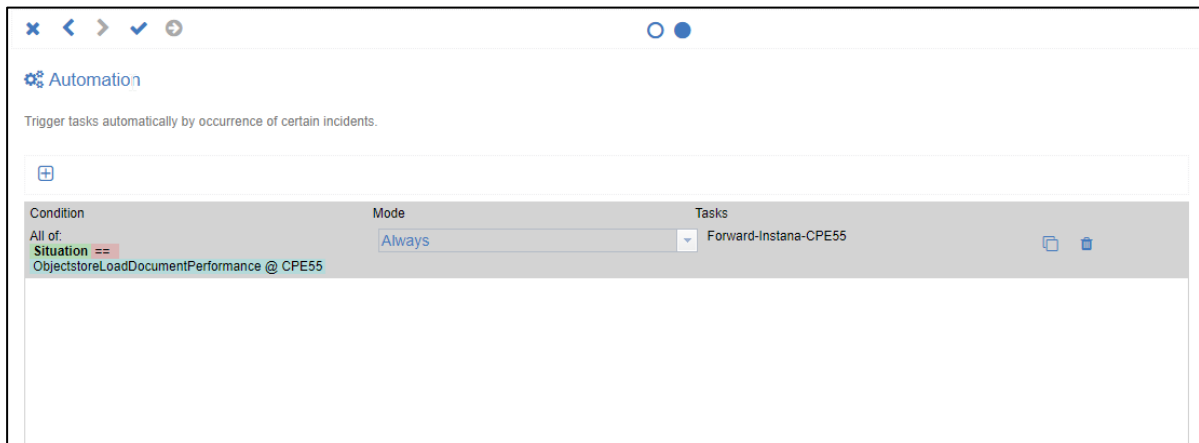 Automation
Trigger tasks automatically by occurrence of certain incidents.
Condition Mode Tasks
All of:
Situation ==
ObjectstoreLoadDocumentPerformance @ CPE55
Always
Forward-Instana-CPE55